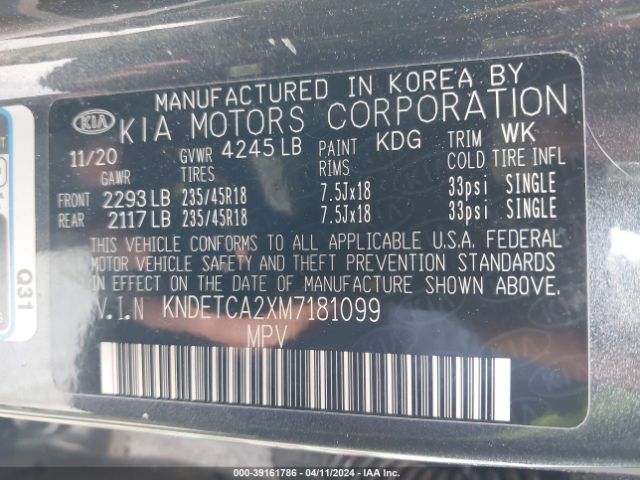 MANUFACTURED IN KOREA BY
KIA KIA MOTORS CORPORATION
11/20 GVWR 4245 LB PAINT KDG TRIM WK
GAWR TIRES RIMS COLD TIRE INFL
FRONT 2293 LB 235/45R18 7.5Jx18 33psi SINGLE
REAR 2117 LB 235/45R18 7.5Jx18 33psi SINGLE
THIS VEHICLE CONFORMS TO ALL APPLICABLE U.S.A. FEDERAL
MOTOR VEHICLE SAFETY AND THEFT PREVENTION STANDARDS
IN EFFECT ON THE DATE OF MANUFACTURE SHOWN ABOVE.
V.I.N KNDETCA2XM7181099
MPV
Q31
000-39161786 - 04/11/2024 - IAA